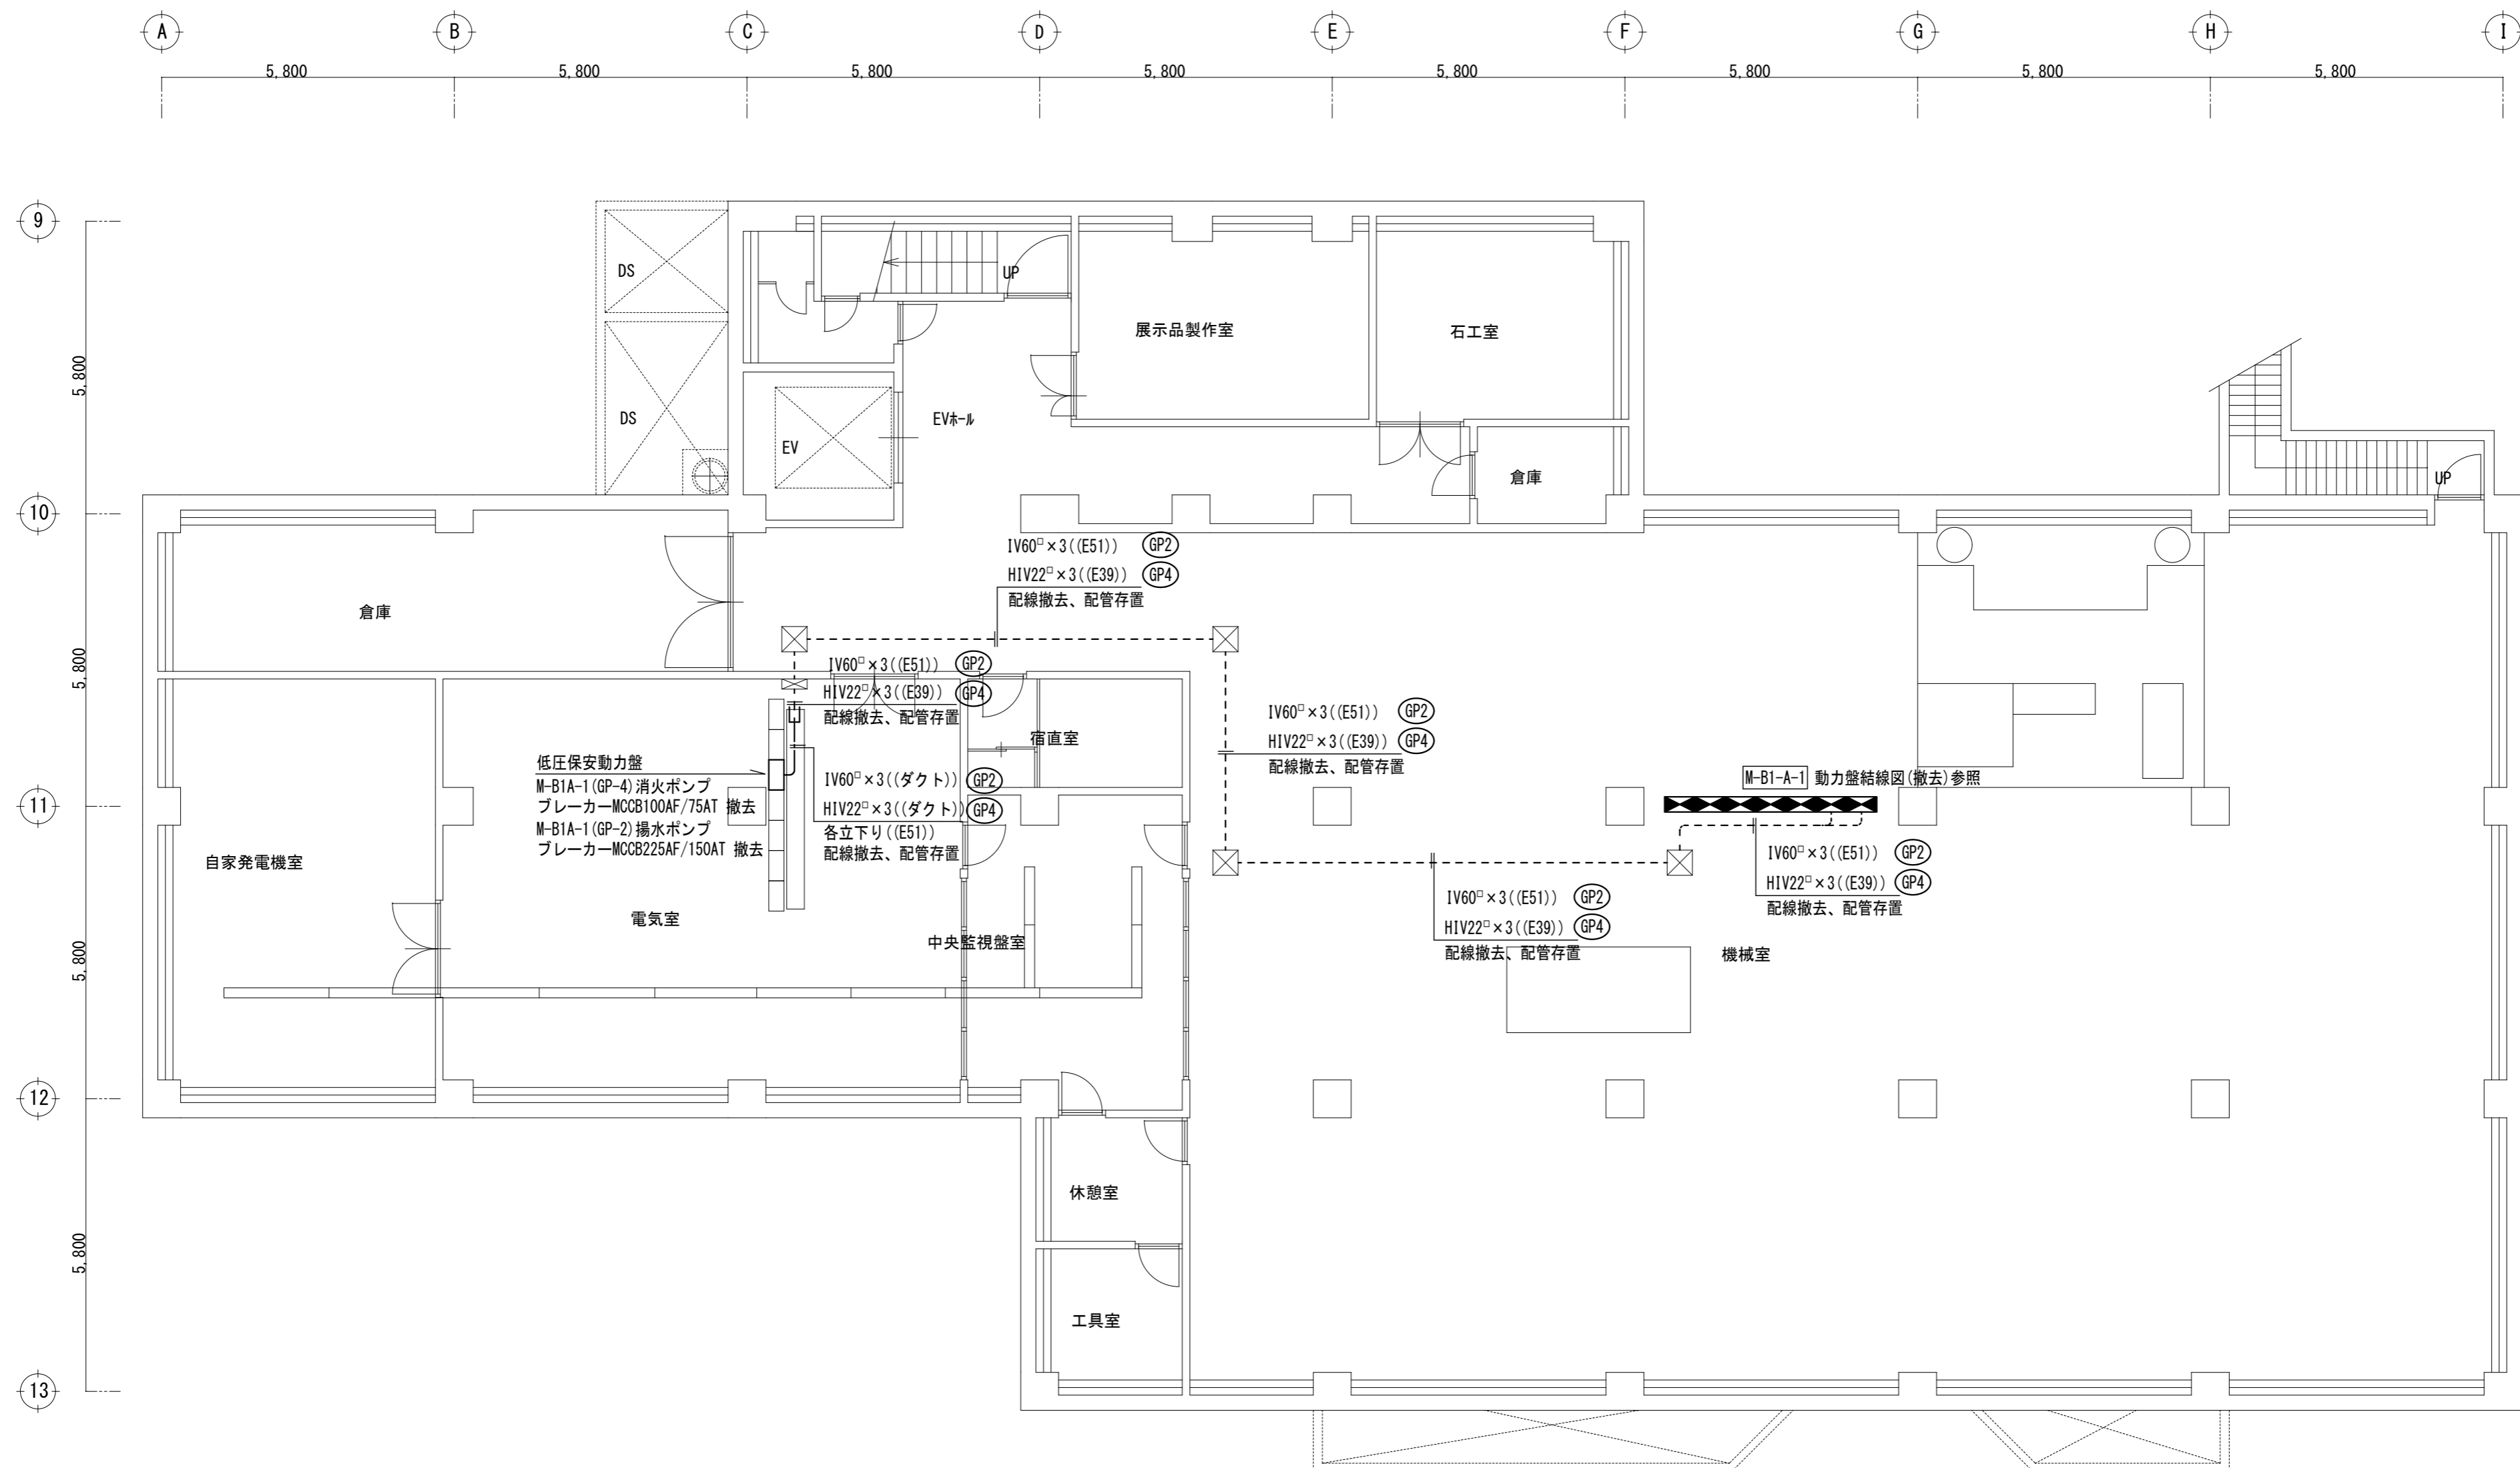 A B C D E F G H I
5,800 5,800 5,800 5,800 5,800 5,800 5,800 5,800
9
DS
UP
展示品製作室
石工室
5,800
DS
EVホール
EV
倉庫
UP
10
IV60□×3((E51)) GP2
HIV22□×3((E39)) GP4
配線撤去、配管存置
倉庫
5,800
IV60□×3((E51)) GP2
HIV22□×3((E39)) GP4
配線撤去、配管存置
宿直室
IV60□×3((E51)) GP2
HIV22□×3((E39)) GP4
配線撤去、配管存置
低圧保安動力盤
M-B1A-1(GP-4)消火ポンプ
ブレーカーMCCB100AF/75AT 撤去
M-B1A-1(GP-2)揚水ポンプ
ブレーカーMCCB225AF/150AT 撤去
IV60□×3((ダクト)) GP2
HIV22□×3((ダクト)) GP4
各立下り((E51))
配線撤去、配管存置
M-B1-A-1 動力盤結線図(撤去)参照
11
IV60□×3((E51)) GP2
HIV22□×3((E39)) GP4
配線撤去、配管存置
自家発電機室
電気室
中央監視盤室
IV60□×3((E51)) GP2
HIV22□×3((E39)) GP4
配線撤去、配管存置
機械室
5,800
12
休憩室
5,800
工具室
13